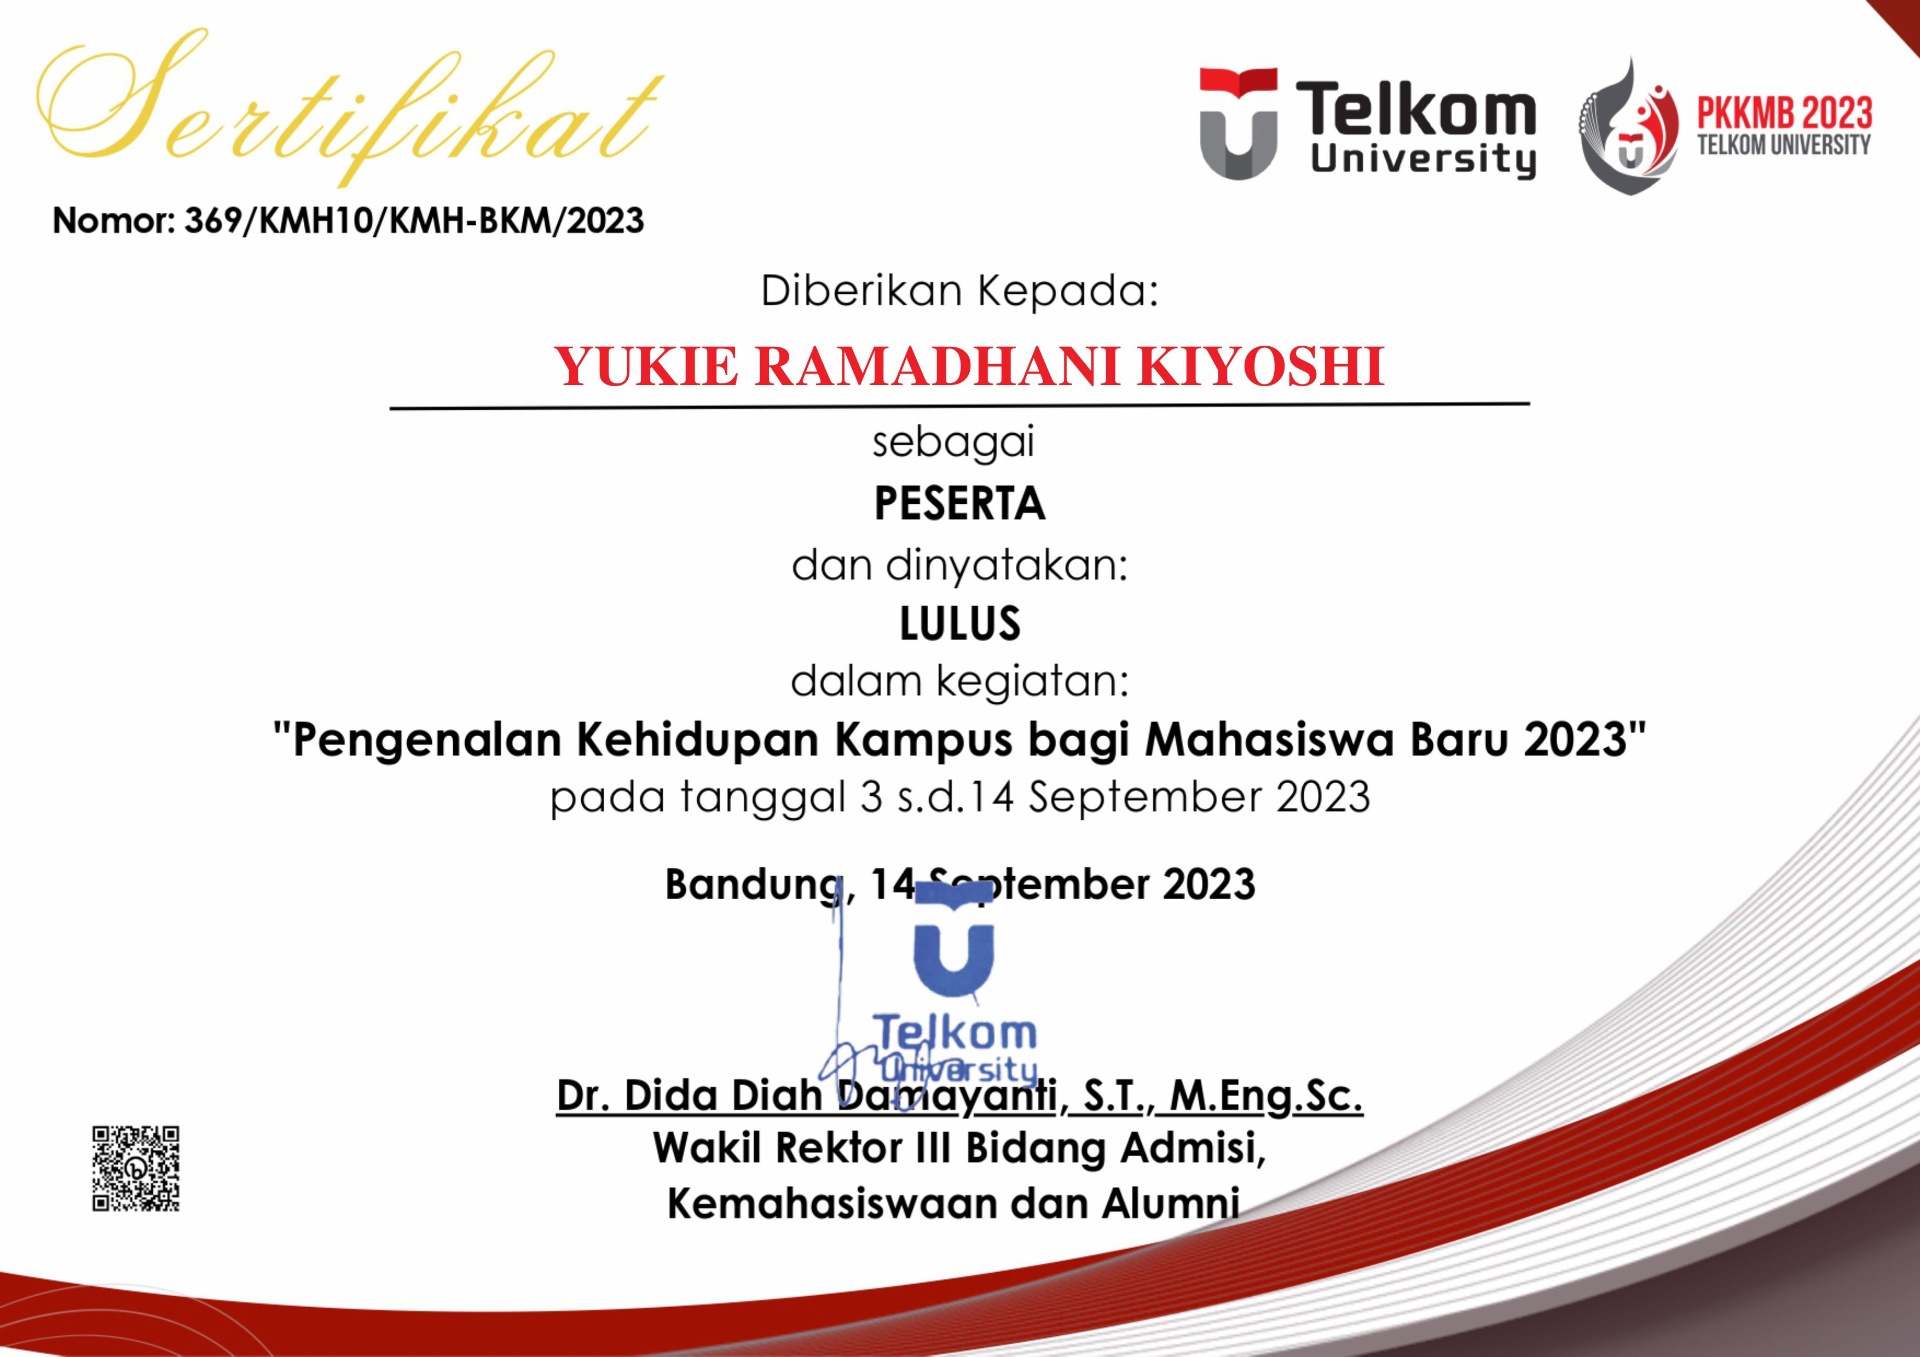 Sertifikat
Telkom
University
PKKMB 2023
TELKOM UNIVERSITY
Nomor: 369/KMH10/KMH-BKM/2023
Diberikan Kepada:
YUKIE RAMADHANI KIYOSHI
sebagai
PESERTA
dan dinyatakan:
LULUS
dalam kegiatan:
"Pengenalan Kehidupan Kampus bagi Mahasiswa Baru 2023"
pada tanggal 3 s.d.14 September 2023
Bandung, 14 September 2023
Telkom
University
Dr. Dida Diah Damayanti, S.T., M.Eng.Sc.
Wakil Rektor III Bidang Admisi,
Kemahasiswaan dan Alumni